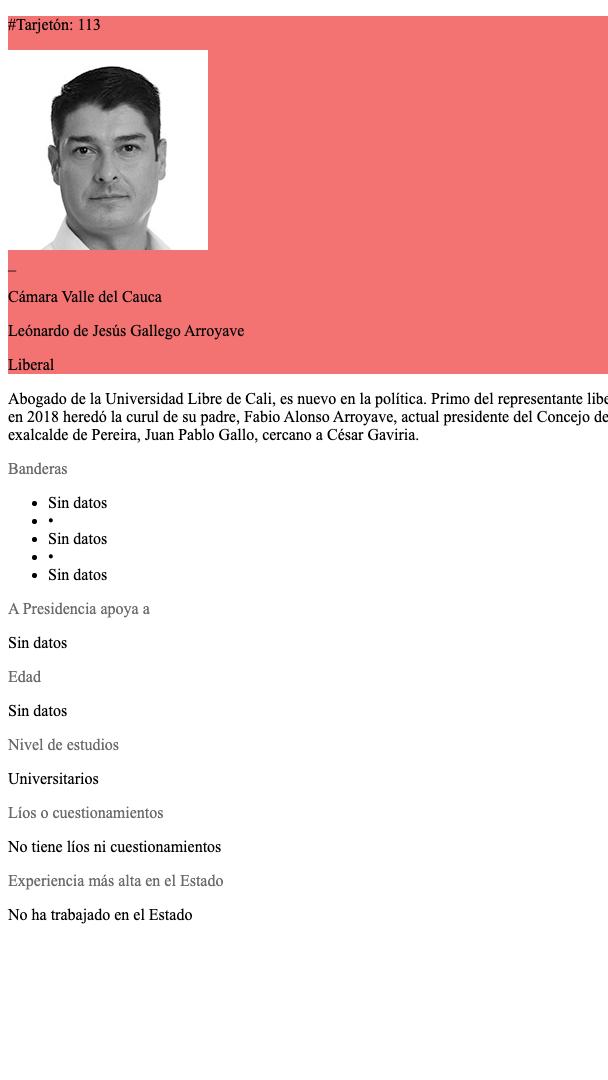 #Tarjetón: 113
_
Cámara Valle del Cauca
Leónardo de Jesús Gallego Arroyave
Liberal
Abogado de la Universidad Libre de Cali, es nuevo en la política. Primo del representante
en 2018 heredó la curul de su padre, Fabio Alonso Arroyave, actual presidente del Concejo
exalcalde de Pereira, Juan Pablo Gallo, cercano a César Gaviria.
Banderas
• Sin datos
• •
• Sin datos
• •
• Sin datos
A Presidencia apoya a
Sin datos
Edad
Sin datos
Nivel de estudios
Universitarios
Líos o cuestionamientos
No tiene líos ni cuestionamientos
Experiencia más alta en el Estado
No ha trabajado en el Estado